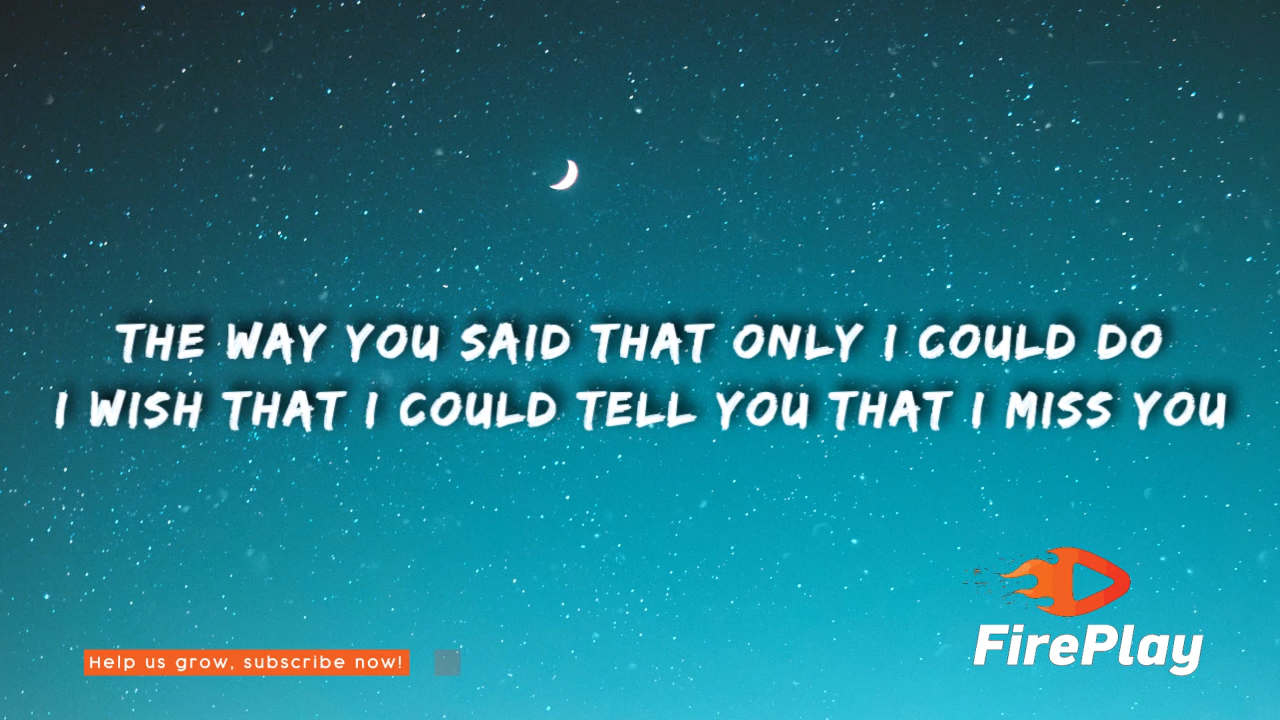 THE WAY YOU SAID THAT ONLY I COULD DO
I WISH THAT I COULD TELL YOU THAT I MISS YOU
FirePlay
Help us grow, subscribe now!